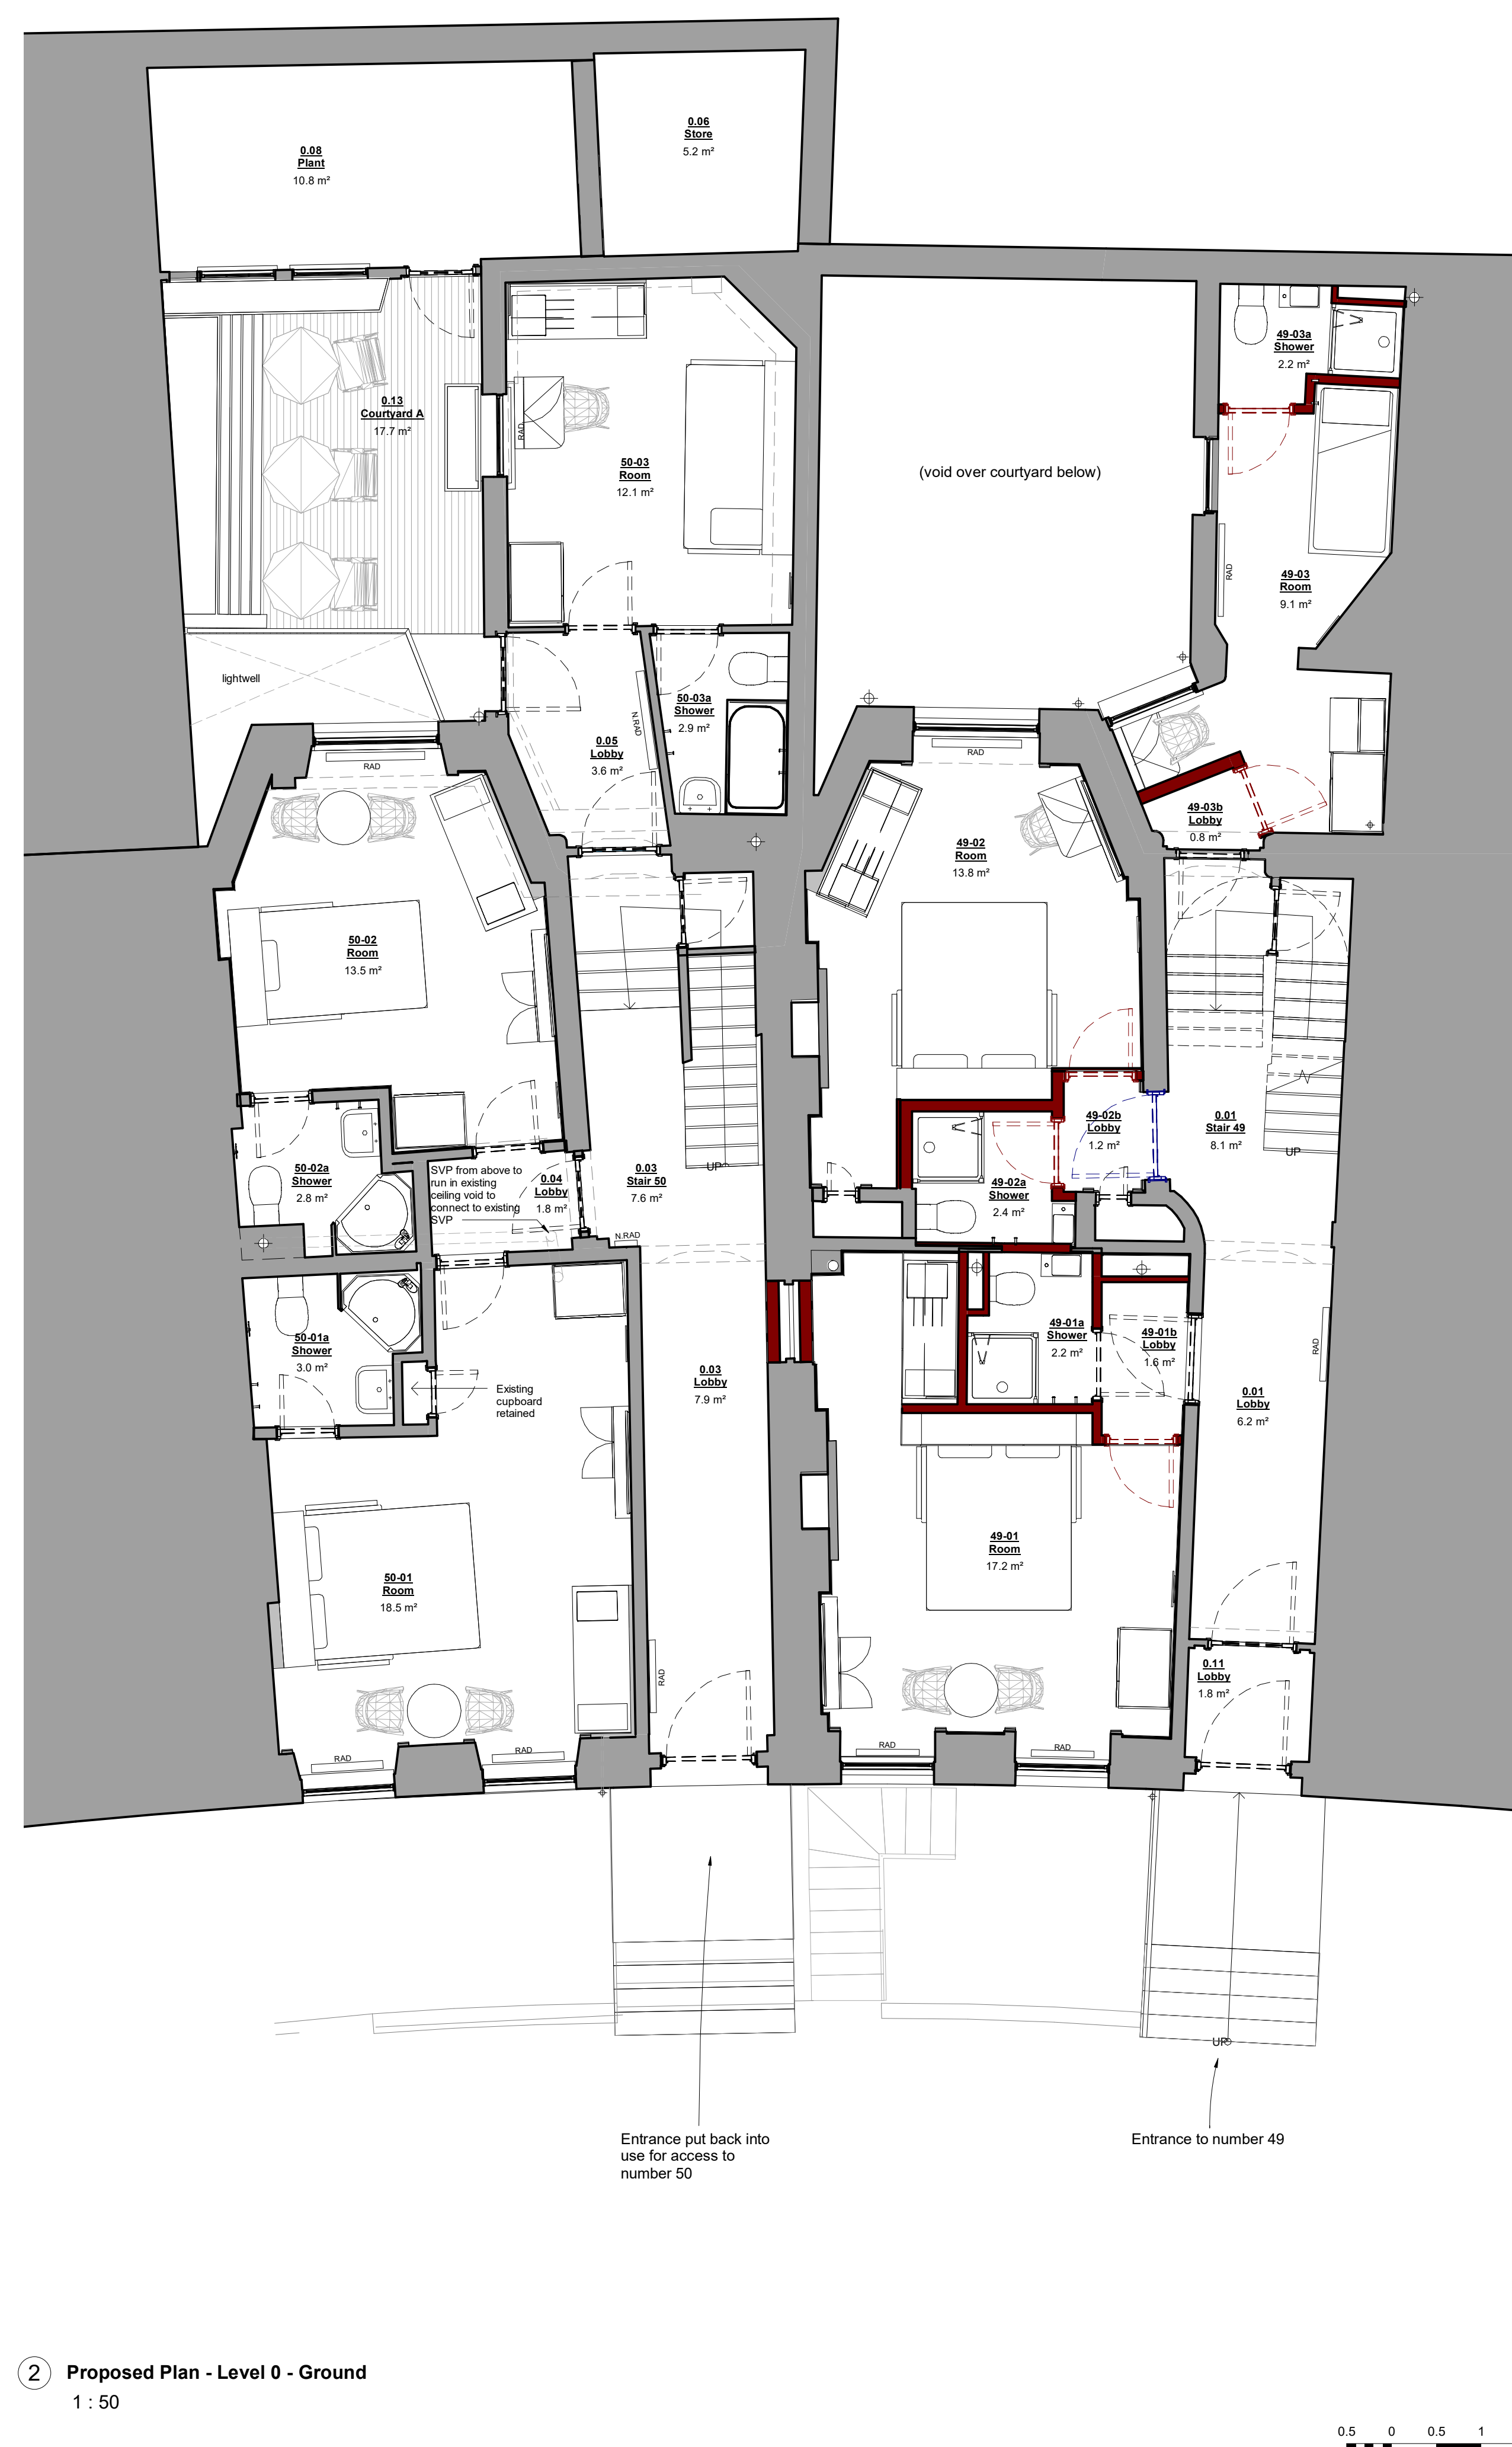 0.08
Plant
10.8 m²
0.06
Store
5.2 m²
49-03a
Shower
2.2 m²
0.13
Courtyard A
17.7 m²
RAD
50-03
Room
12.1 m²
(void over courtyard below)
RAD
49-03
Room
9.1 m²
lightwell
50-03a
Shower
2.9 m²
N.RAD
0.05
Lobby
3.6 m²
RAD
RAD
49-03b
Lobby
0.8 m²
49-02
Room
13.8 m²
50-02
Room
13.5 m²
49-02b
Lobby
1.2 m²
0.01
Stair 49
8.1 m²
UP
50-02a
Shower
2.8 m²
SVP from above to
run in existing
ceiling void to
connect to existing
SVP
0.04
Lobby
1.8 m²
0.03
Stair 50
7.6 m²
UP
49-02a
Shower
2.4 m²
N.RAD
50-01a
Shower
3.0 m²
49-01a
Shower
2.2 m²
49-01b
Lobby
1.6 m²
RAD
Existing
cupboard
retained
0.03
Lobby
7.9 m²
0.01
Lobby
6.2 m²
49-01
Room
17.2 m²
50-01
Room
18.5 m²
RAD
0.11
Lobby
1.8 m²
RAD
RAD
RAD
RAD
UP
Entrance put back into
use for access to
number 50
Entrance to number 49
2
Proposed Plan - Level 0 - Ground
1 : 50
0.5 0 0.5 1